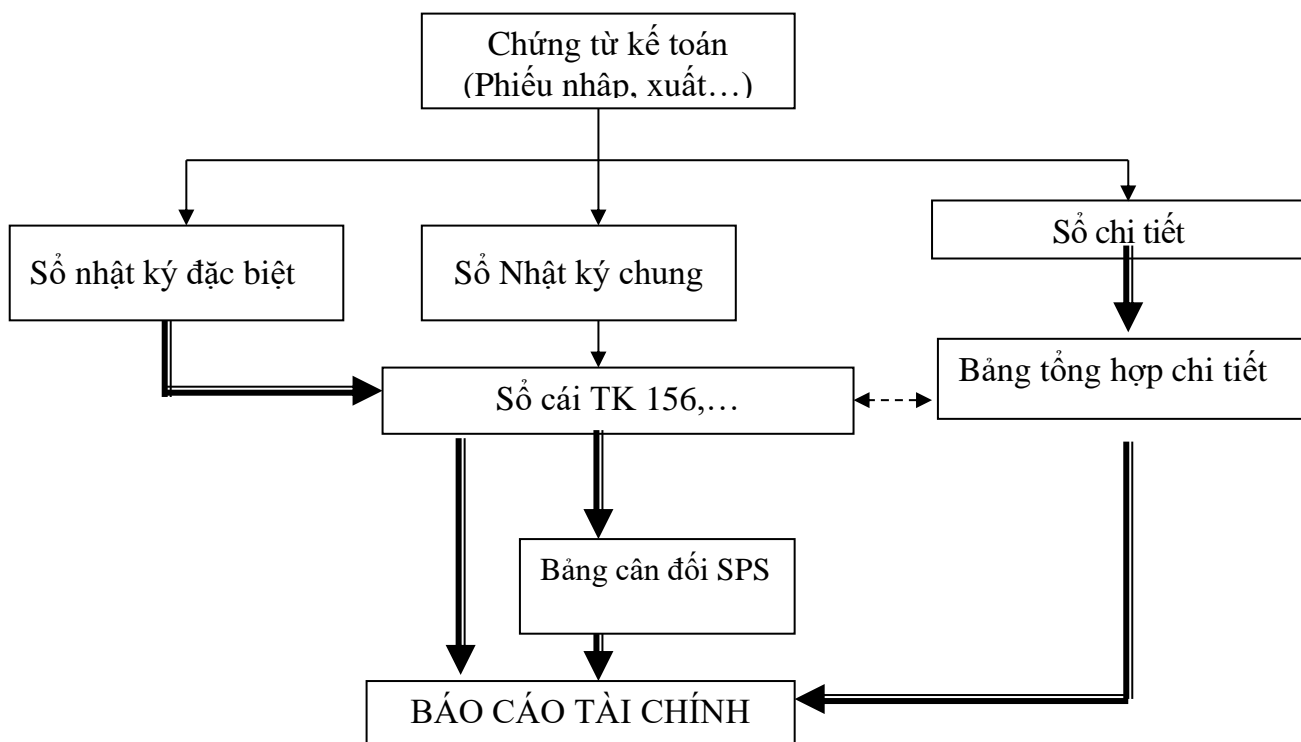 Chứng từ kế toán
(Phiếu nhâp, xuất…)
Sổ nhật ký đặc biệt
Sổ Nhật ký chung
Sổ chi tiết
Sổ cái TK 156,…
Bảng tổng hợp chi tiết
Bảng cân đối SPS
BÁO CÁO TÀI CHÍNH